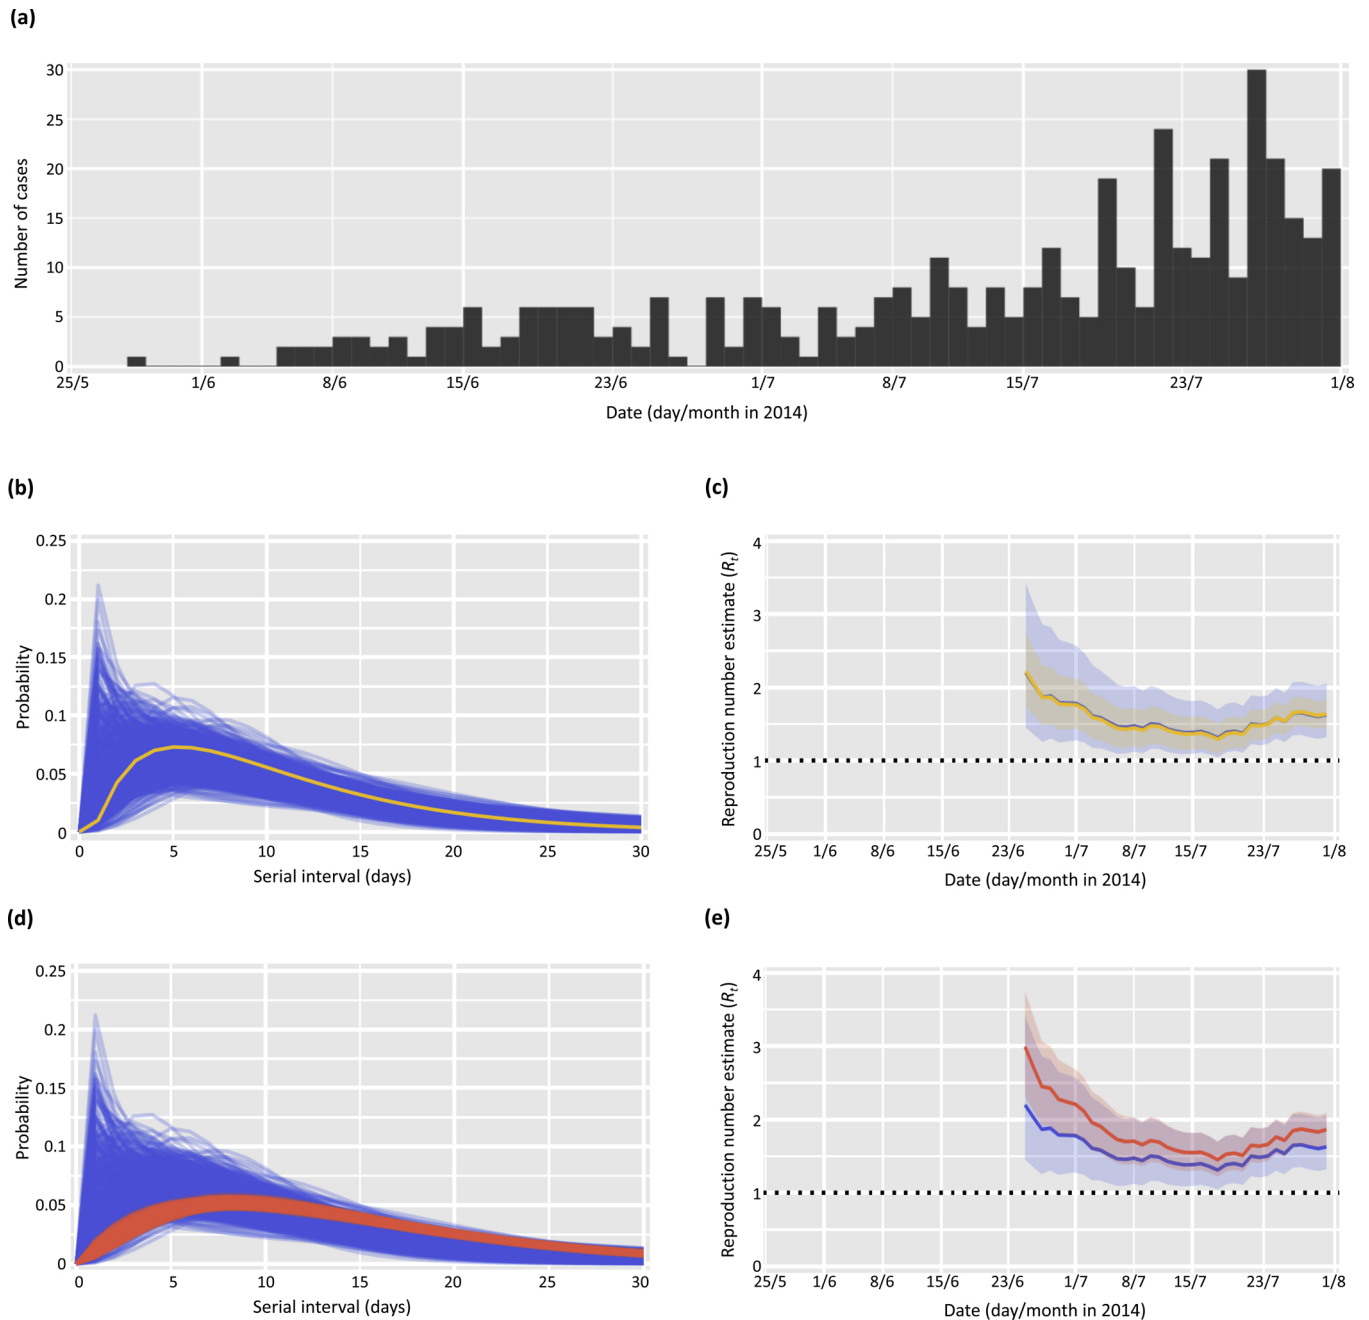 (a)
30
25
20
15
10
5
0
Number of cases
25/5 1/6 8/6 15/6 23/6 1/7 8/7 15/7 23/7 1/8
Date (day/month in 2014)
(b)
0.25
0.2
0.15
0.1
0.05
0
Probability
0 5 10 15 20 25 30
Serial interval (days)
(c)
4
3
2
1
0
Reproduction number estimate (Rt)
25/5 1/6 8/6 15/6 23/6 1/7 8/7 15/7 23/7 1/8
Date (day/month in 2014)
(d)
0.25
0.2
0.15
0.1
0.05
0
Probability
0 5 10 15 20 25 30
Serial interval (days)
(e)
4
3
2
1
0
Reproduction number estimate (Rt)
25/5 1/6 8/6 15/6 23/6 1/7 8/7 15/7 23/7 1/8
Date (day/month in 2014)